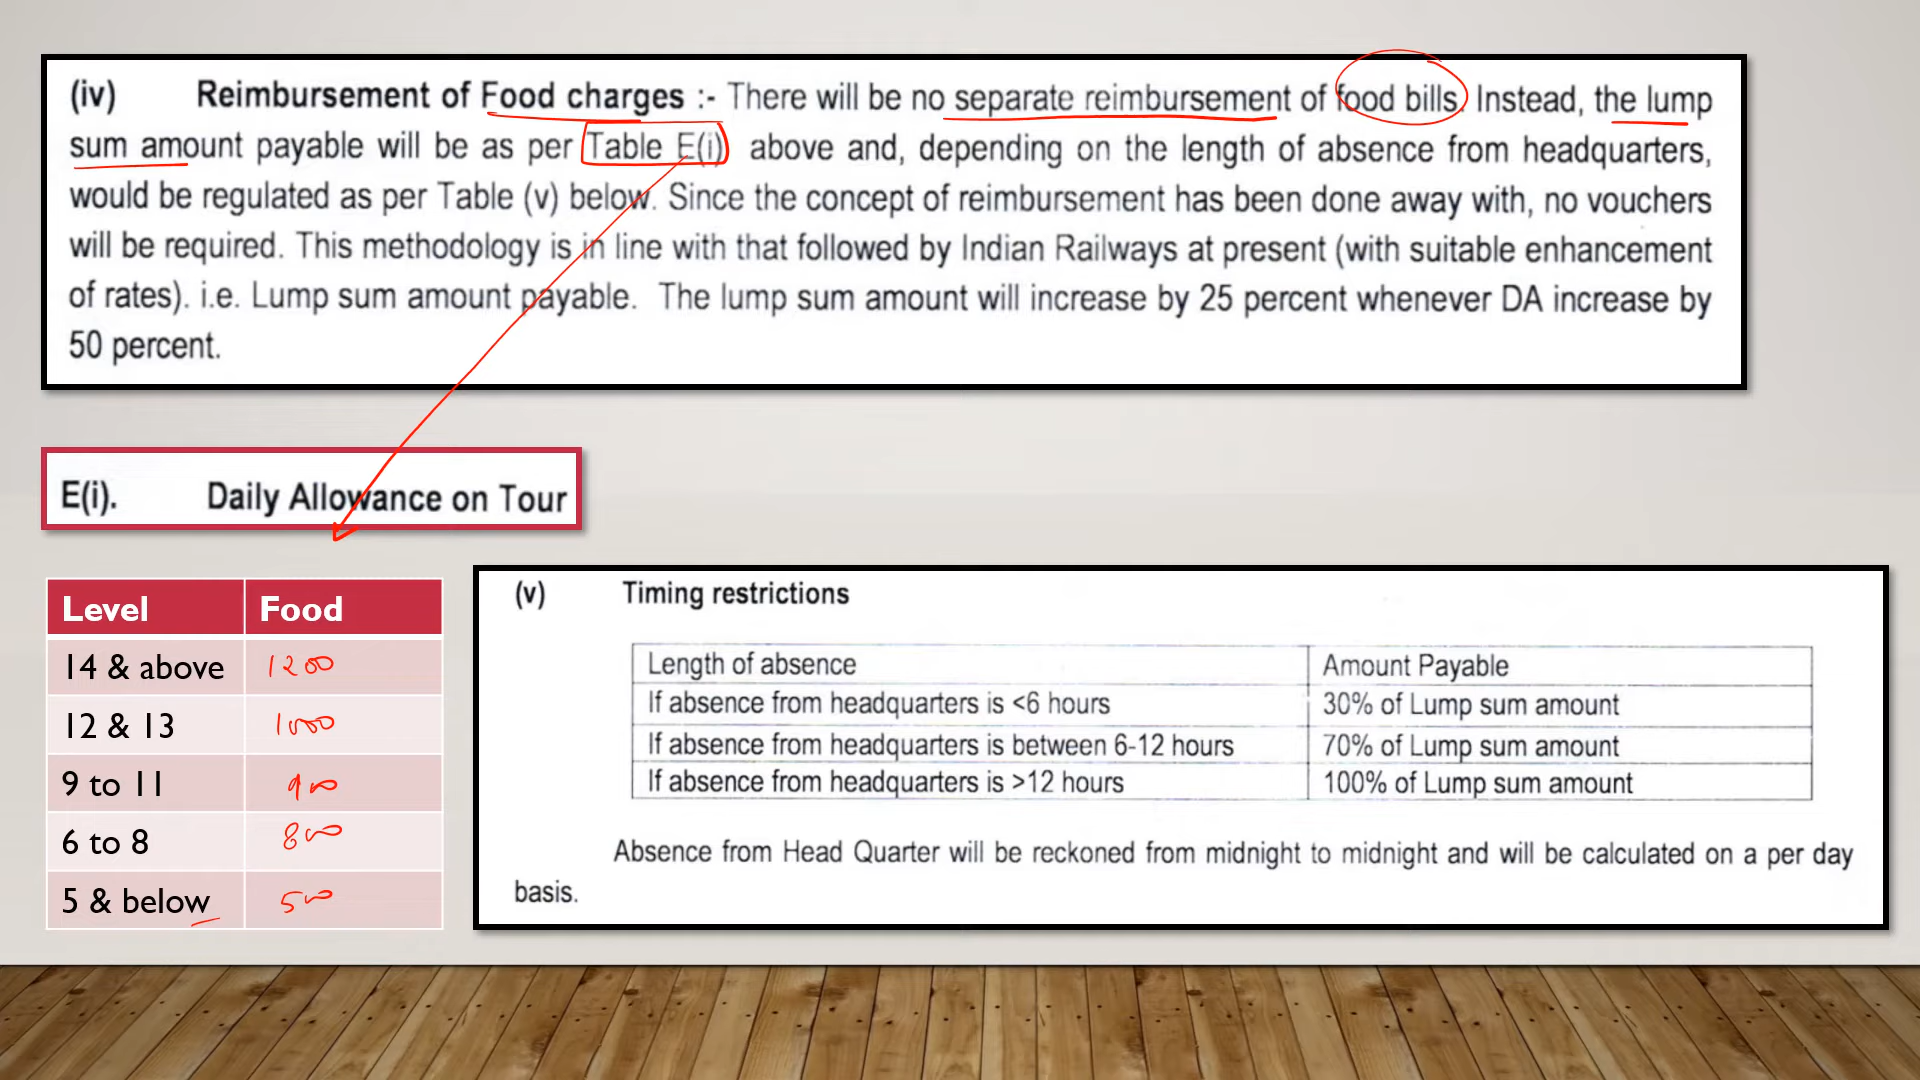 (iv) Reimbursement of Food charges :- There will be no separate reimbursement of food bills. Instead, the lump
sum amount payable will be as per Table E(i) above and, depending on the length of absence from headquarters,
would be regulated as per Table (v) below. Since the concept of reimbursement has been done away with, no vouchers
will be required. This methodology is in line with that followed by Indian Railways at present (with suitable enhancement
of rates). i.e. Lump sum amount payable. The lump sum amount will increase by 25 percent whenever DA increase by
50 percent.
E(i). Daily Allowance on Tour
Level Food
14 & above 1200
12 & 13 1000
9 to 11 900
6 to 8 800
5 & below 500
(v) Timing restrictions
Length of absence Amount Payable
If absence from headquarters is <6 hours 30% of Lump sum amount
If absence from headquarters is between 6-12 hours 70% of Lump sum amount
If absence from headquarters is >12 hours 100% of Lump sum amount
Absence from Head Quarter will be reckoned from midnight to midnight and will be calculated on a per day
basis.